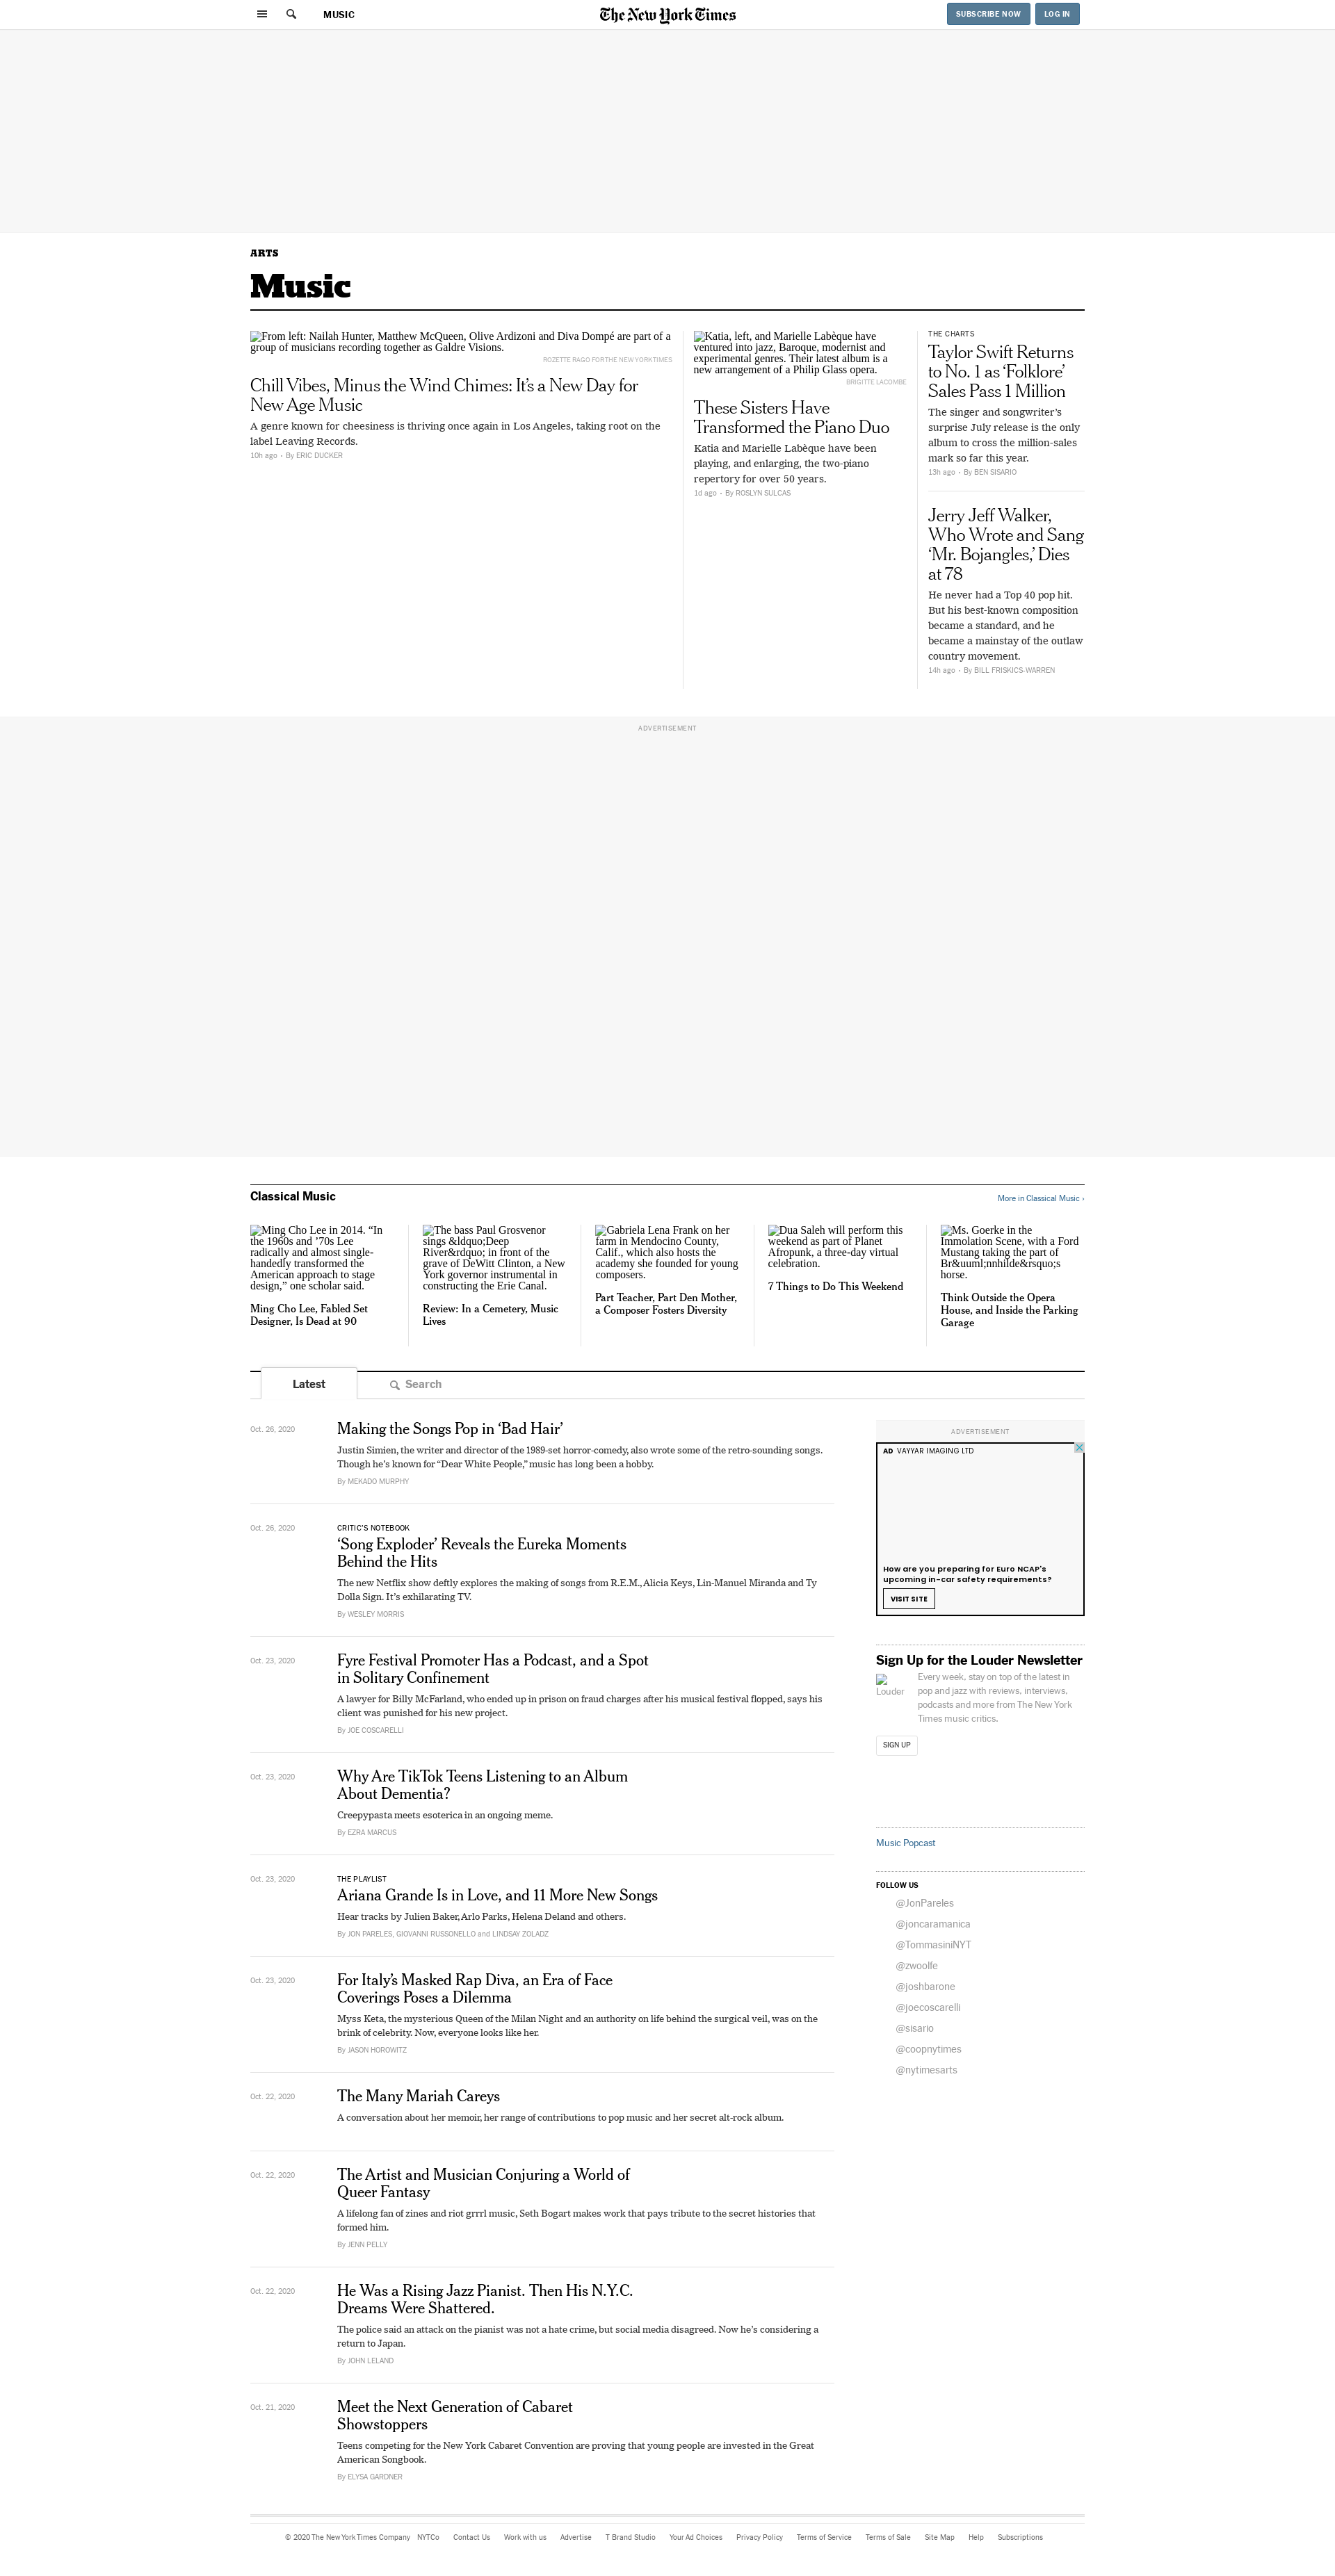 MUSIC
The New York Times
SUBSCRIBE NOW
LOG IN
ARTS
Music
From left: Nailah Hunter, Matthew McQueen, Olive Ardizoni and Diva Dompé are part of a
group of musicians recording together as Galdre Visions.
ROZETTE RAGO FOR THE NEW YORK TIMES
Chill Vibes, Minus the Wind Chimes: It’s a New Day for
New Age Music
A genre known for cheesiness is thriving once again in Los Angeles, taking root on the
label Leaving Records.
10h ago • By ERIC DUCKER
Katia, left, and Marielle Labèque have
ventured into jazz, Baroque, modernist and
experimental genres. Their latest album is a
new arrangement of a Philip Glass opera.
BRIGITTE LACOMBE
These Sisters Have
Transformed the Piano Duo
Katia and Marielle Labèque have been
playing, and enlarging, the two-piano
repertory for over 50 years.
1d ago • By ROSLYN SULCAS
THE CHARTS
Taylor Swift Returns
to No. 1 as ‘Folklore’
Sales Pass 1 Million
The singer and songwriter’s
surprise July release is the only
album to cross the million-sales
mark so far this year.
13h ago • By BEN SISARIO
Jerry Jeff Walker,
Who Wrote and Sang
‘Mr. Bojangles,’ Dies
at 78
He never had a Top 40 pop hit.
But his best-known composition
became a standard, and he
became a mainstay of the outlaw
country movement.
14h ago • By BILL FRISKICS-WARREN
ADVERTISEMENT
Classical Music
More in Classical Music ›
Ming Cho Lee in 2014. “In
the 1960s and ’70s Lee
radically and almost single-
handedly transformed the
American approach to stage
design,” one scholar said.
Ming Cho Lee, Fabled Set
Designer, Is Dead at 90
The bass Paul Grosvenor
sings &ldquo;Deep
River&rdquo; in front of the
grave of DeWitt Clinton, a New
York governor instrumental in
constructing the Erie Canal.
Review: In a Cemetery, Music
Lives
Gabriela Lena Frank on her
farm in Mendocino County,
Calif., which also hosts the
academy she founded for young
composers.
Part Teacher, Part Den Mother,
a Composer Fosters Diversity
Dua Saleh will perform this
weekend as part of Planet
Afropunk, a three-day virtual
celebration.
7 Things to Do This Weekend
Ms. Goerke in the
Immolation Scene, with a Ford
Mustang taking the part of
Br&uuml;nnhilde&rsquo;s
horse.
Think Outside the Opera
House, and Inside the Parking
Garage
Latest
Search
Oct. 26, 2020
Making the Songs Pop in ‘Bad Hair’
Justin Simien, the writer and director of the 1989-set horror-comedy, also wrote some of the retro-sounding songs.
Though he’s known for “Dear White People,” music has long been a hobby.
By MEKADO MURPHY
Oct. 26, 2020
CRITIC’S NOTEBOOK
‘Song Exploder’ Reveals the Eureka Moments
Behind the Hits
The new Netflix show deftly explores the making of songs from R.E.M., Alicia Keys, Lin-Manuel Miranda and Ty
Dolla Sign. It’s exhilarating TV.
By WESLEY MORRIS
Oct. 23, 2020
Fyre Festival Promoter Has a Podcast, and a Spot
in Solitary Confinement
A lawyer for Billy McFarland, who ended up in prison on fraud charges after his musical festival flopped, says his
client was punished for his new project.
By JOE COSCARELLI
Oct. 23, 2020
Why Are TikTok Teens Listening to an Album
About Dementia?
Creepypasta meets esoterica in an ongoing meme.
By EZRA MARCUS
Oct. 23, 2020
THE PLAYLIST
Ariana Grande Is in Love, and 11 More New Songs
Hear tracks by Julien Baker, Arlo Parks, Helena Deland and others.
By JON PARELES, GIOVANNI RUSSONELLO and LINDSAY ZOLADZ
Oct. 23, 2020
For Italy’s Masked Rap Diva, an Era of Face
Coverings Poses a Dilemma
Myss Keta, the mysterious Queen of the Milan Night and an authority on life behind the surgical veil, was on the
brink of celebrity. Now, everyone looks like her.
By JASON HOROWITZ
Oct. 22, 2020
The Many Mariah Careys
A conversation about her memoir, her range of contributions to pop music and her secret alt-rock album.
Oct. 22, 2020
The Artist and Musician Conjuring a World of
Queer Fantasy
A lifelong fan of zines and riot grrrl music, Seth Bogart makes work that pays tribute to the secret histories that
formed him.
By JENN PELLY
Oct. 22, 2020
He Was a Rising Jazz Pianist. Then His N.Y.C.
Dreams Were Shattered.
The police said an attack on the pianist was not a hate crime, but social media disagreed. Now he’s considering a
return to Japan.
By JOHN LELAND
Oct. 21, 2020
Meet the Next Generation of Cabaret
Showstoppers
Teens competing for the New York Cabaret Convention are proving that young people are invested in the Great
American Songbook.
By ELYSA GARDNER
ADVERTISEMENT
AD VAYYAR IMAGING LTD
How are you preparing for Euro NCAP's
upcoming in-car safety requirements?
VISIT SITE
Sign Up for the Louder Newsletter
Louder
Every week, stay on top of the latest in
pop and jazz with reviews, interviews,
podcasts and more from The New York
Times music critics.
SIGN UP
Music Popcast
FOLLOW US
@JonPareles
@joncaramanica
@TommasiniNYT
@zwoolfe
@joshbarone
@joecoscarelli
@sisario
@coopnytimes
@nytimesarts
© 2020 The New York Times Company NYTCo Contact Us Work with us Advertise T Brand Studio Your Ad Choices Privacy Policy Terms of Service Terms of Sale Site Map Help Subscriptions